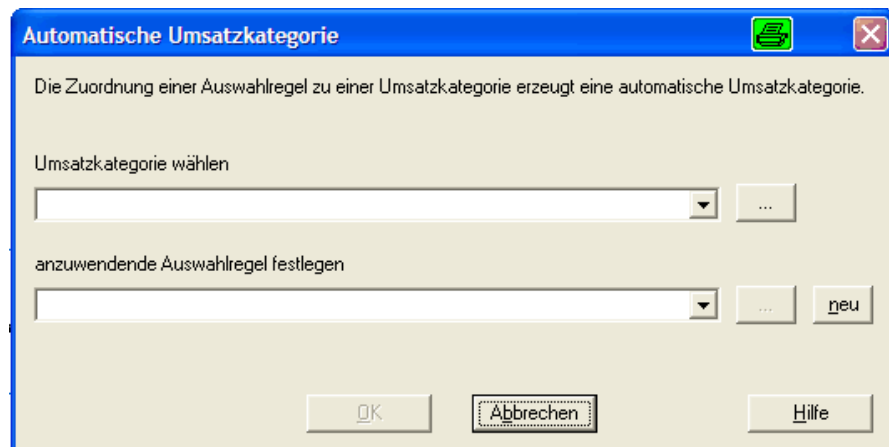 Automatische Umsatzkategorie
Die Zuordnung einer Auswahlregel zu einer Umsatzkategorie erzeugt eine automatische Umsatzkategorie.
Umsatzkategorie wählen
...
anzuwendende Auswahlregel festlegen
... neu
OK Abbrechen Hilfe